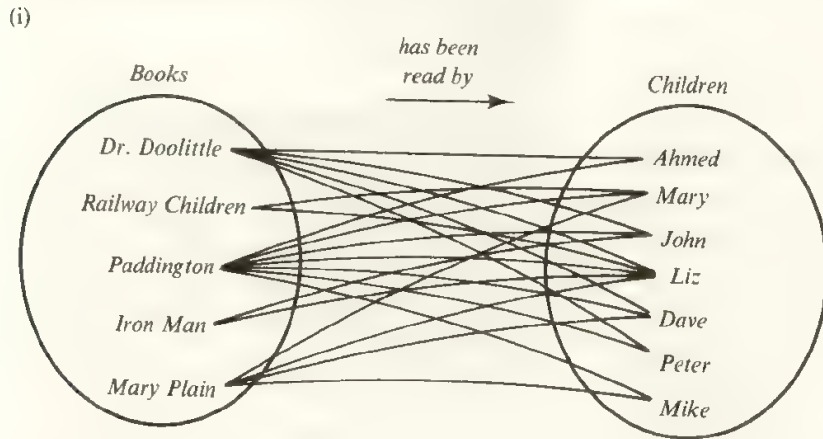 (i)
has been
read by
Books
Children
Dr. Doolittle
Railway Children
Paddington
Iron Man
Mary Plain
Ahmed
Mary
John
Liz
Dave
Peter
Mike